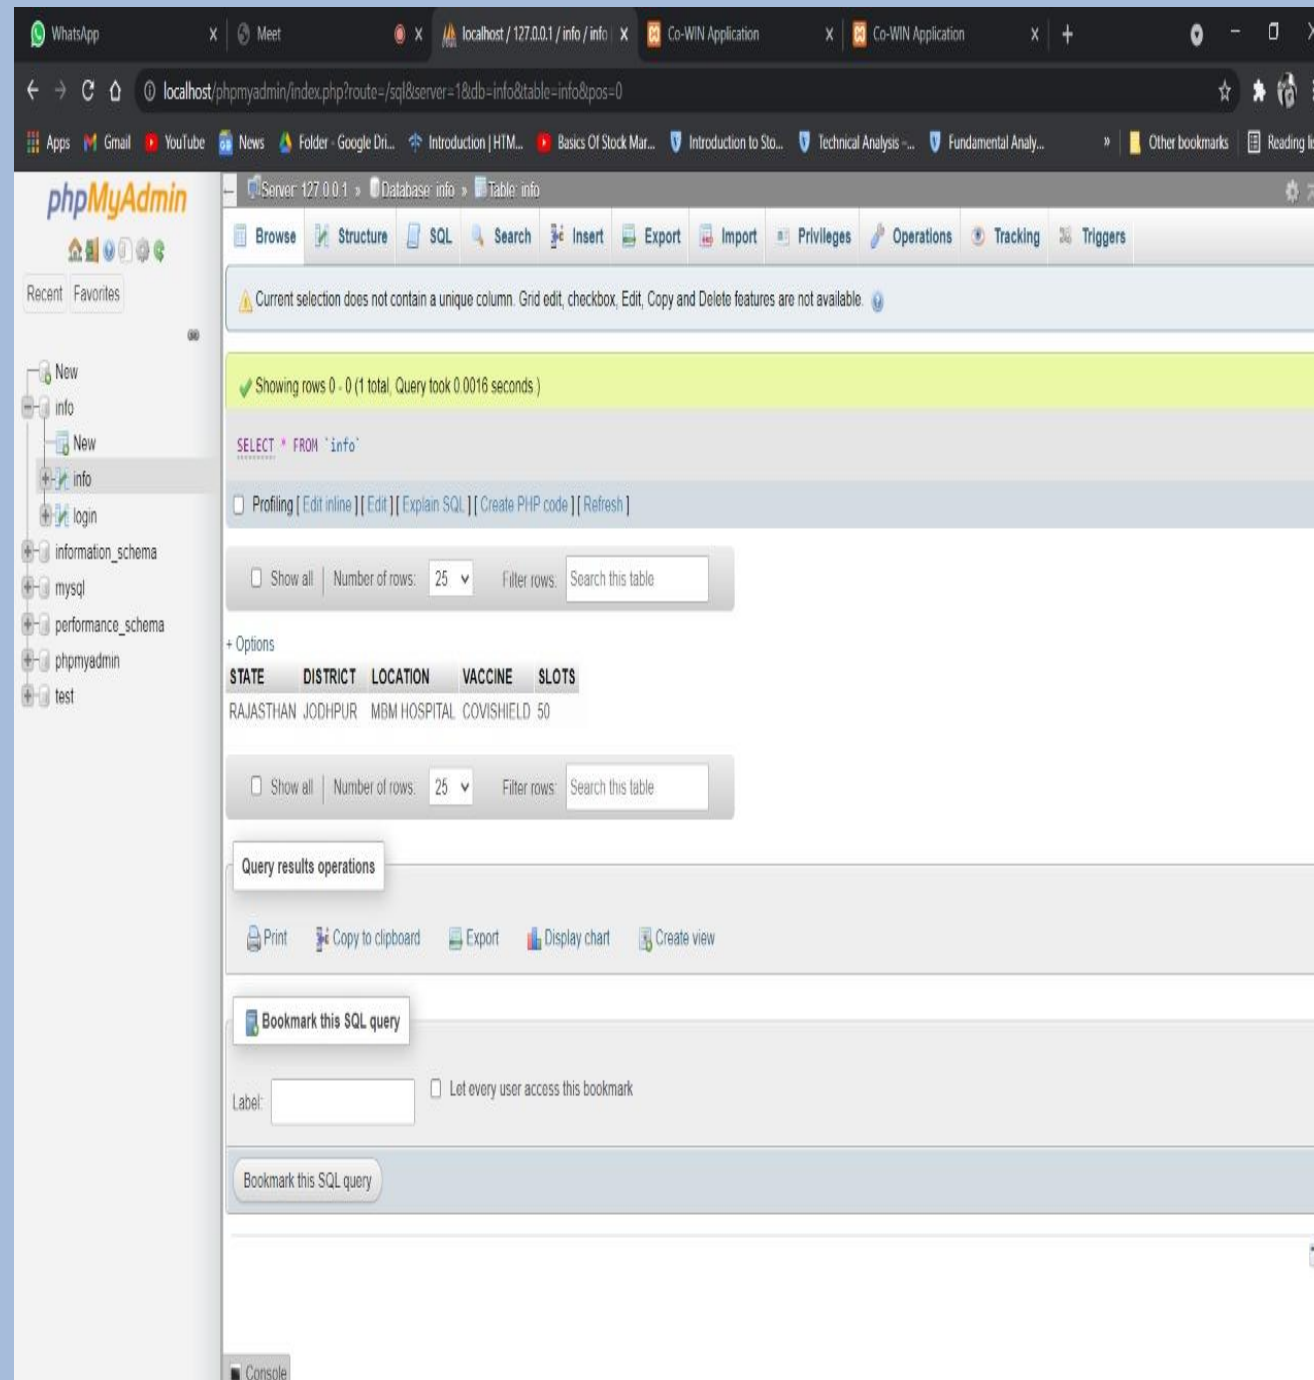 WhatsApp Meet localhost / 127.0.0.1 / info / info Co-WIN Application Co-WIN Application
localhost/phpmyadmin/index.php?route=/sql&server=1&db=info&table=info&pos=0
Apps Gmail YouTube News Folder - Google Dri... Introduction | HTM... Basics Of Stock Mar... Introduction to Sto... Technical Analysis -... Fundamental Analy... » Other bookmarks Reading
phpMyAdmin
Recent Favorites
New
info
New
info
login
information_schema
mysql
performance_schema
phpmyadmin
test
Server: 127.0.0.1 » Database: info » Table: info
Browse Structure SQL Search Insert Export Import Privileges Operations Tracking Triggers
Current selection does not contain a unique column. Grid edit, checkbox, Edit, Copy and Delete features are not available.
Showing rows 0 - 0 (1 total, Query took 0.0016 seconds.)
SELECT * FROM `info`
Profiling [ Edit inline ] [ Edit ] [ Explain SQL ] [ Create PHP code ] [ Refresh ]
Show all | Number of rows: 25 Filter rows: Search this table
+ Options
STATE DISTRICT LOCATION VACCINE SLOTS
RAJASTHAN JODHPUR MBM HOSPITAL COVISHIELD 50
Show all | Number of rows: 25 Filter rows: Search this table
Query results operations
Print Copy to clipboard Export Display chart Create view
Bookmark this SQL query
Label: Let every user access this bookmark
Bookmark this SQL query
Console